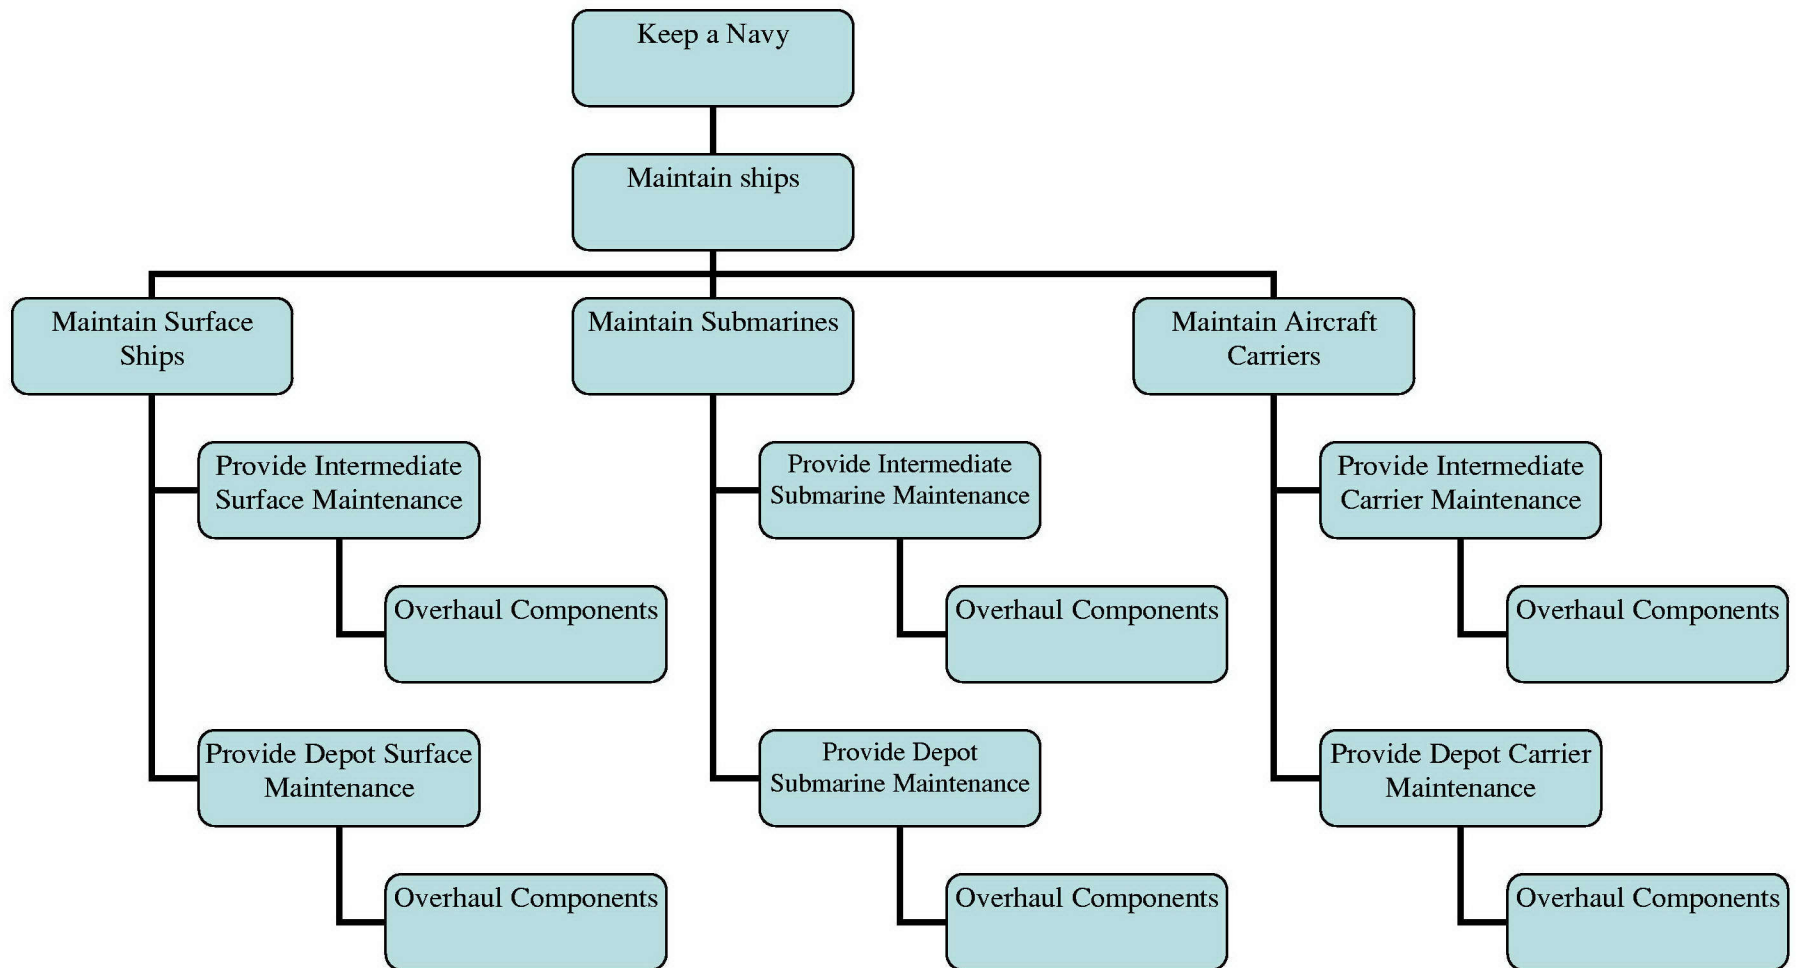 Keep a Navy
Maintain ships
Maintain Surface
Ships
Maintain Submarines
Maintain Aircraft
Carriers
Provide Intermediate
Surface Maintenance
Provide Intermediate
Submarine Maintenance
Provide Intermediate
Carrier Maintenance
Overhaul Components
Overhaul Components
Overhaul Components
Provide Depot Surface
Maintenance
Provide Depot
Submarine Maintenance
Provide Depot Carrier
Maintenance
Overhaul Components
Overhaul Components
Overhaul Components